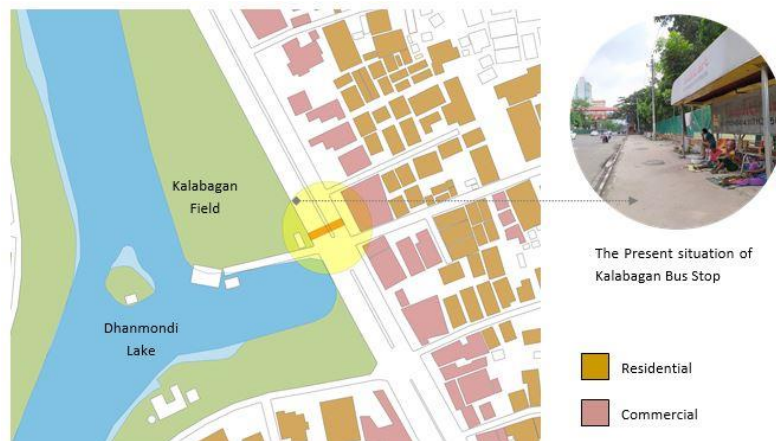 Kalabagan
Field
Dhanmondi
Lake
The Present situation of
Kalabagan Bus Stop
Residential
Commercial